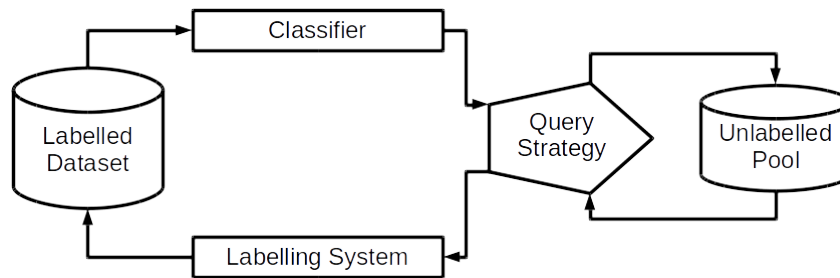 Classifier
Labelled
Dataset
Query
Strategy
Unlabelled
Pool
Labelling System